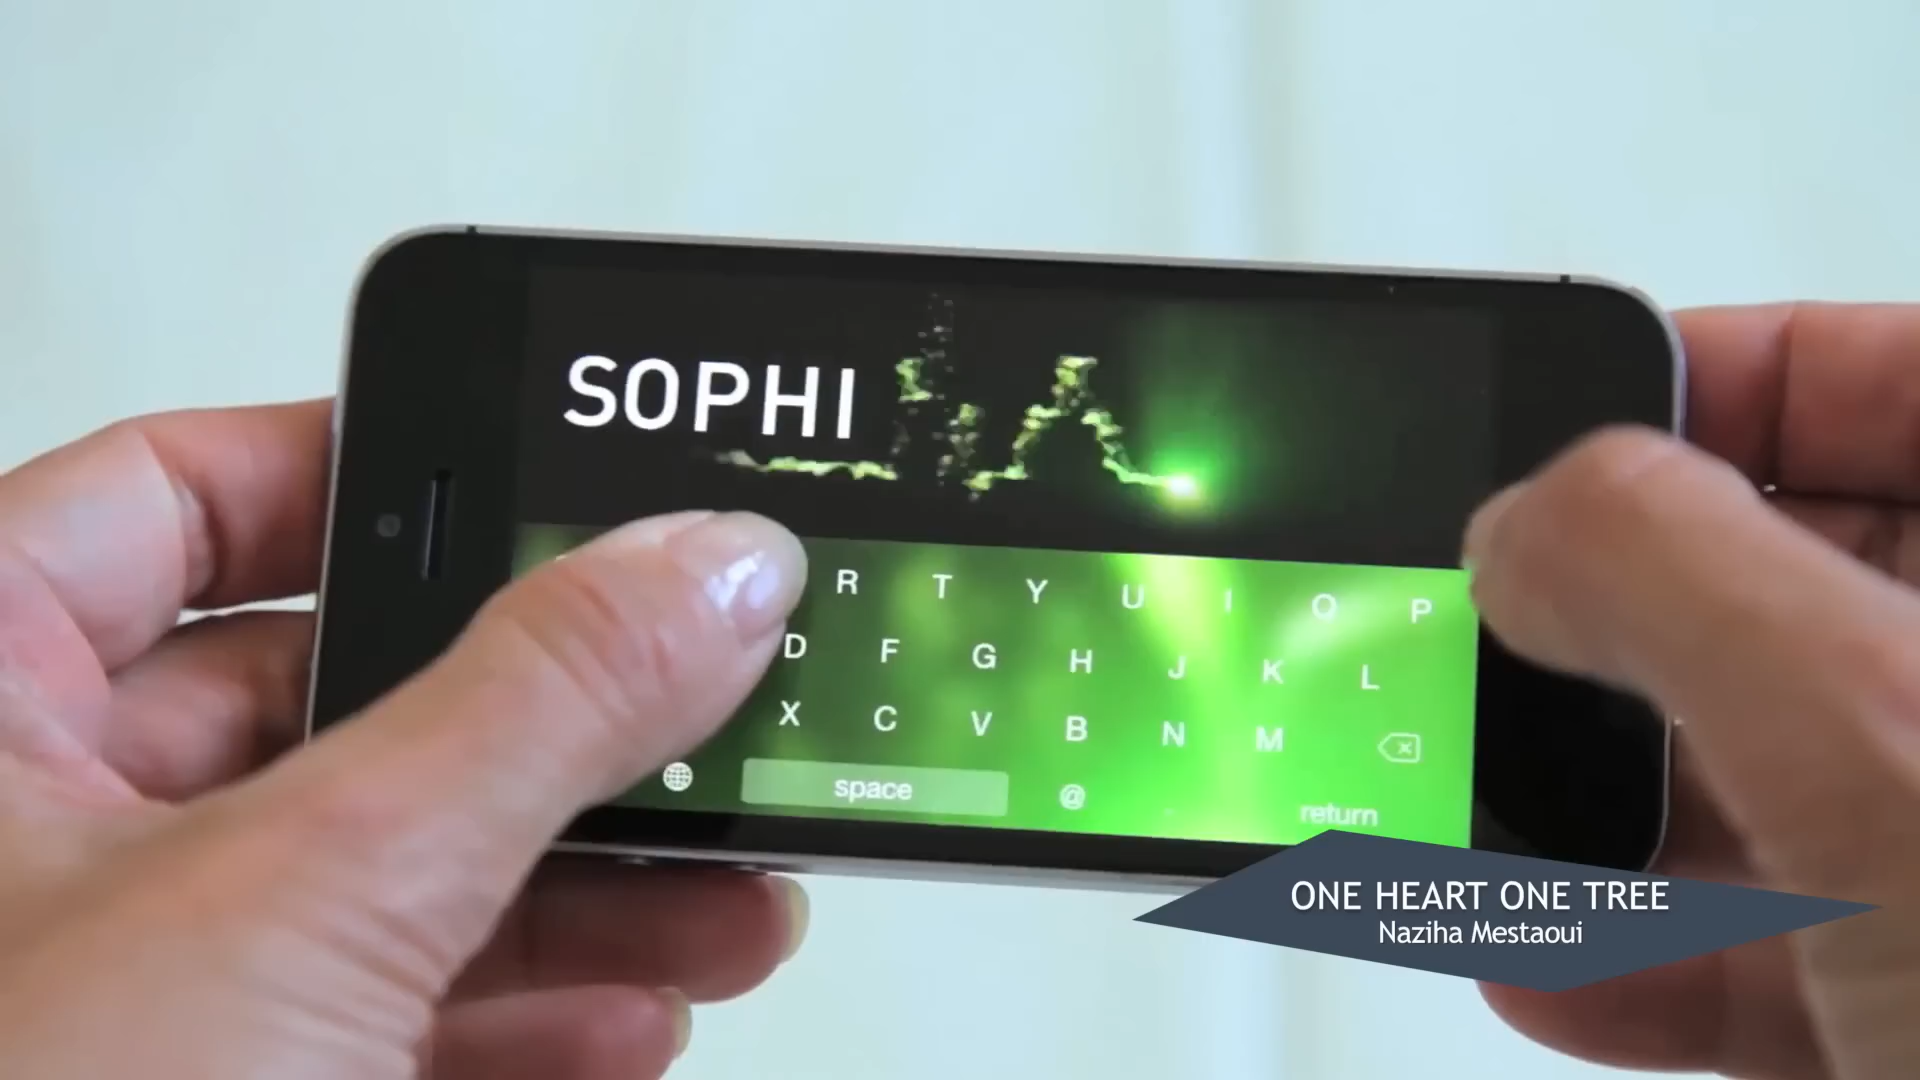 SOPHI
R T Y U I O P
D F G H J K L
X C V B N M
space @ . return
ONE HEART ONE TREE
Naziha Mestaoui